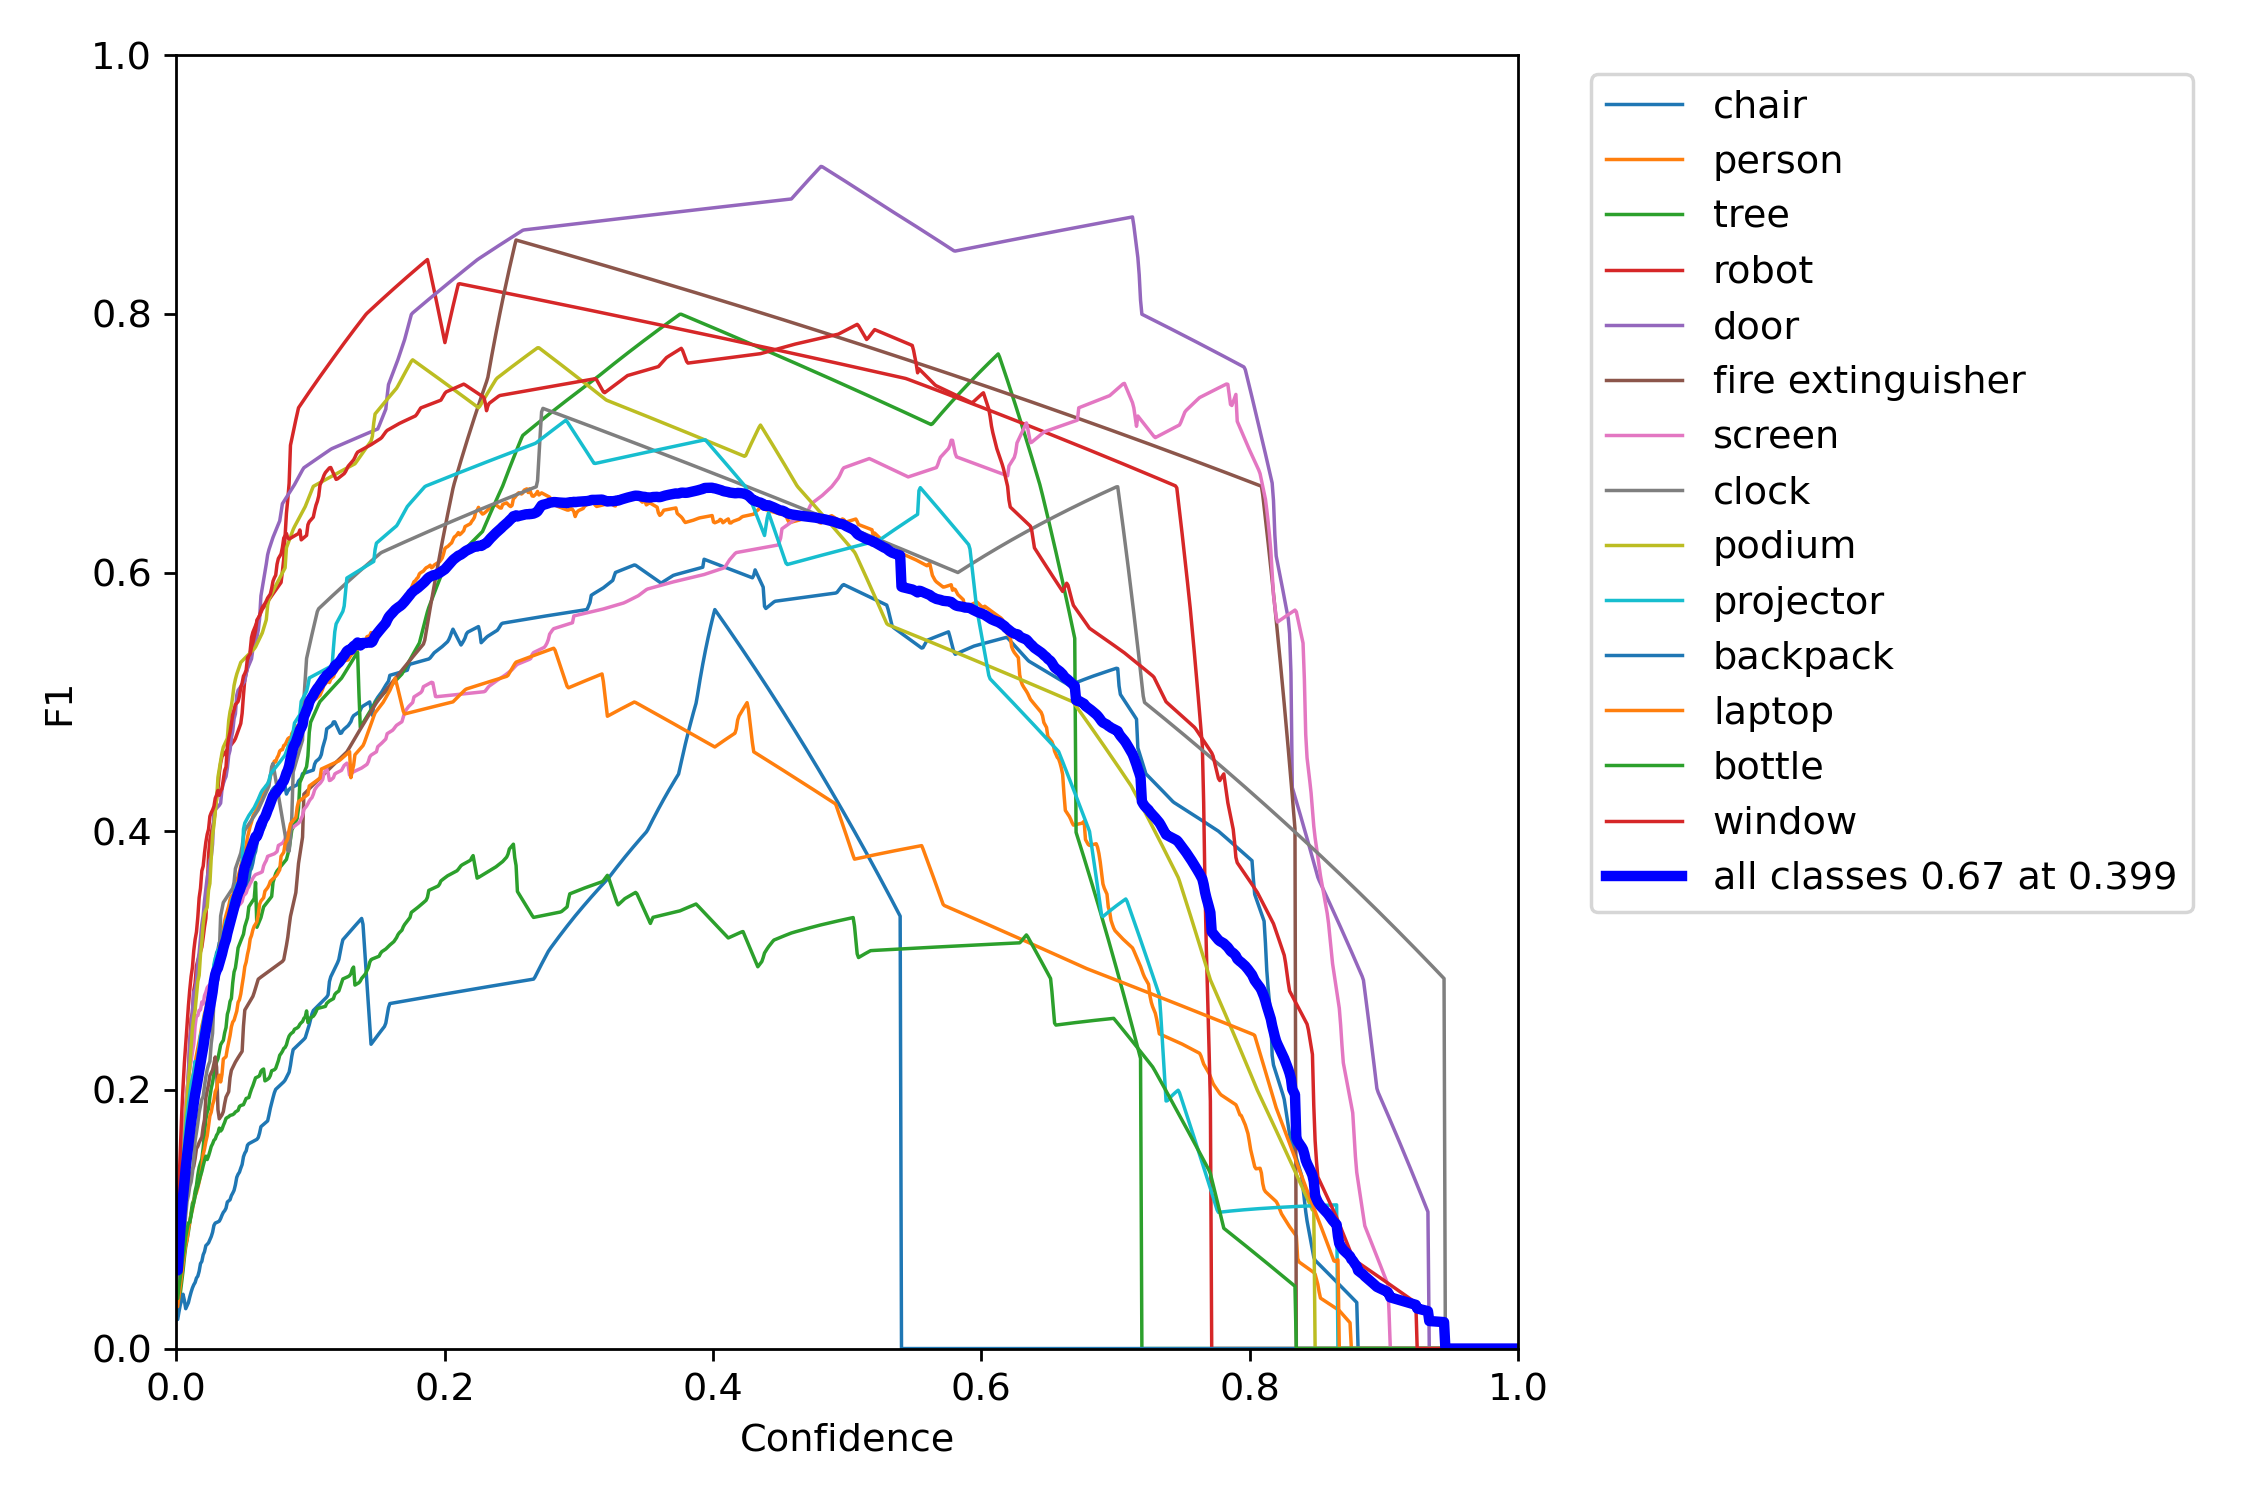 1.0
0.8
0.6
0.4
0.2
0.0
F1
0.0 0.2 0.4 0.6 0.8 1.0
Confidence
chair
person
tree
robot
door
fire extinguisher
screen
clock
podium
projector
backpack
laptop
bottle
window
all classes 0.67 at 0.399